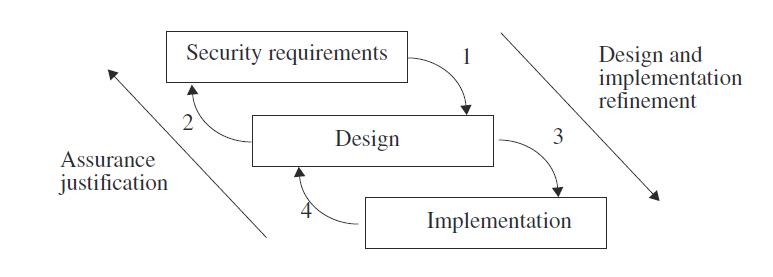 Security requirements
1
Design and
implementation
refinement
2
Design
3
Assurance
justification
4
Implementation